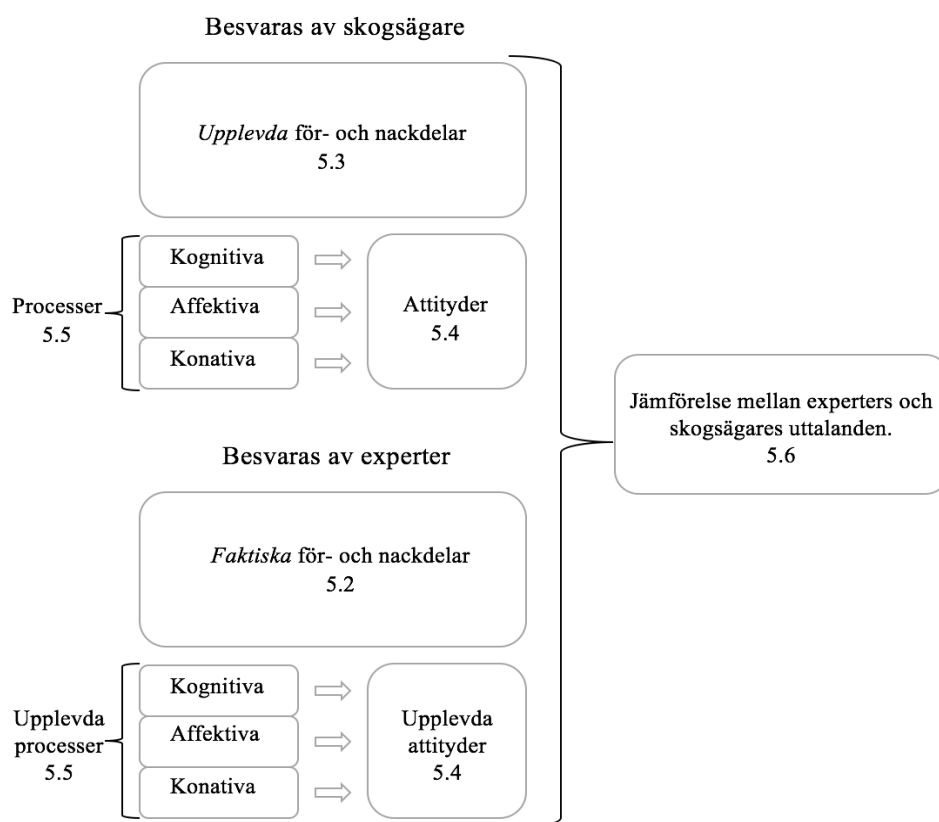 Besvaras av skogsägare
Upplevda för- och nackdelar
5.3
Processer
5.5
Kognitiva
Affektiva
Konativa
Attityder
5.4
Besvaras av experter
Faktiska för- och nackdelar
5.2
Upplevda
processer
5.5
Kognitiva
Affektiva
Konativa
Upplevda
attityder
5.4
Jämförelse mellan experters och
skogsägares uttalanden.
5.6